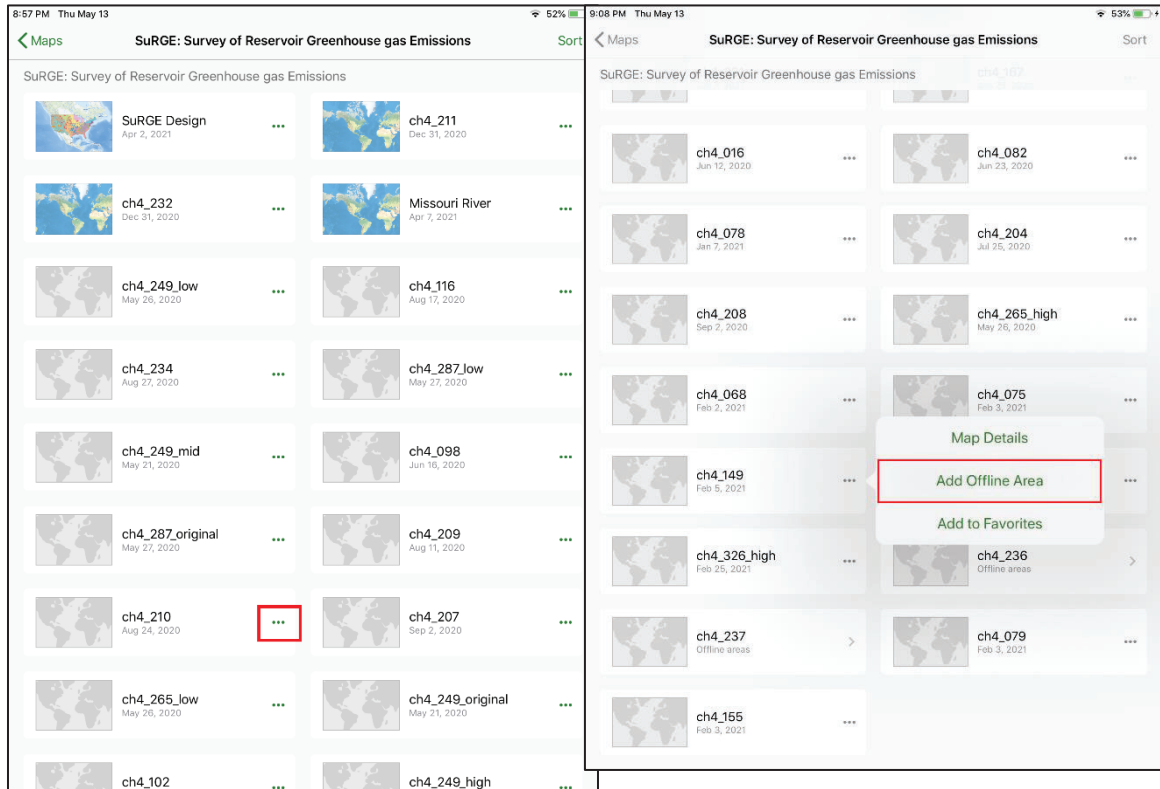 8:57 PM Thu May 13
52%
Maps
SuRGE: Survey of Reservoir Greenhouse gas Emissions
Sort
SuRGE: Survey of Reservoir Greenhouse gas Emissions
SuRGE Design
Apr 2, 2021
ch4_211
Dec 31, 2020
ch4_232
Dec 31, 2020
Missouri River
Apr 7, 2021
ch4_249_low
May 26, 2020
ch4_116
Aug 17, 2020
ch4_234
Aug 27, 2020
ch4_287_low
May 27, 2020
ch4_249_mid
May 21, 2020
ch4_098
Jun 16, 2020
ch4_287_original
May 27, 2020
ch4_209
Aug 11, 2020
ch4_210
Aug 24, 2020
ch4_207
Sep 2, 2020
ch4_265_low
May 26, 2020
ch4_249_original
May 21, 2020
ch4_102
ch4_249_high
9:08 PM Thu May 13
53%
Maps
SuRGE: Survey of Reservoir Greenhouse gas Emissions
Sort
SuRGE: Survey of Reservoir Greenhouse gas Emissions
ch4_016
Jun 12, 2020
ch4_082
Jun 23, 2020
ch4_078
Jan 7, 2021
ch4_204
Jul 25, 2020
ch4_208
Sep 2, 2020
ch4_265_high
May 26, 2020
ch4_068
Feb 2, 2021
ch4_075
Feb 3, 2021
Map Details
ch4_149
Feb 5, 2021
Add Offline Area
Add to Favorites
ch4_326_high
Feb 25, 2021
ch4_236
Offline areas
ch4_237
Offline areas
ch4_079
Feb 3, 2021
ch4_155
Feb 3, 2021